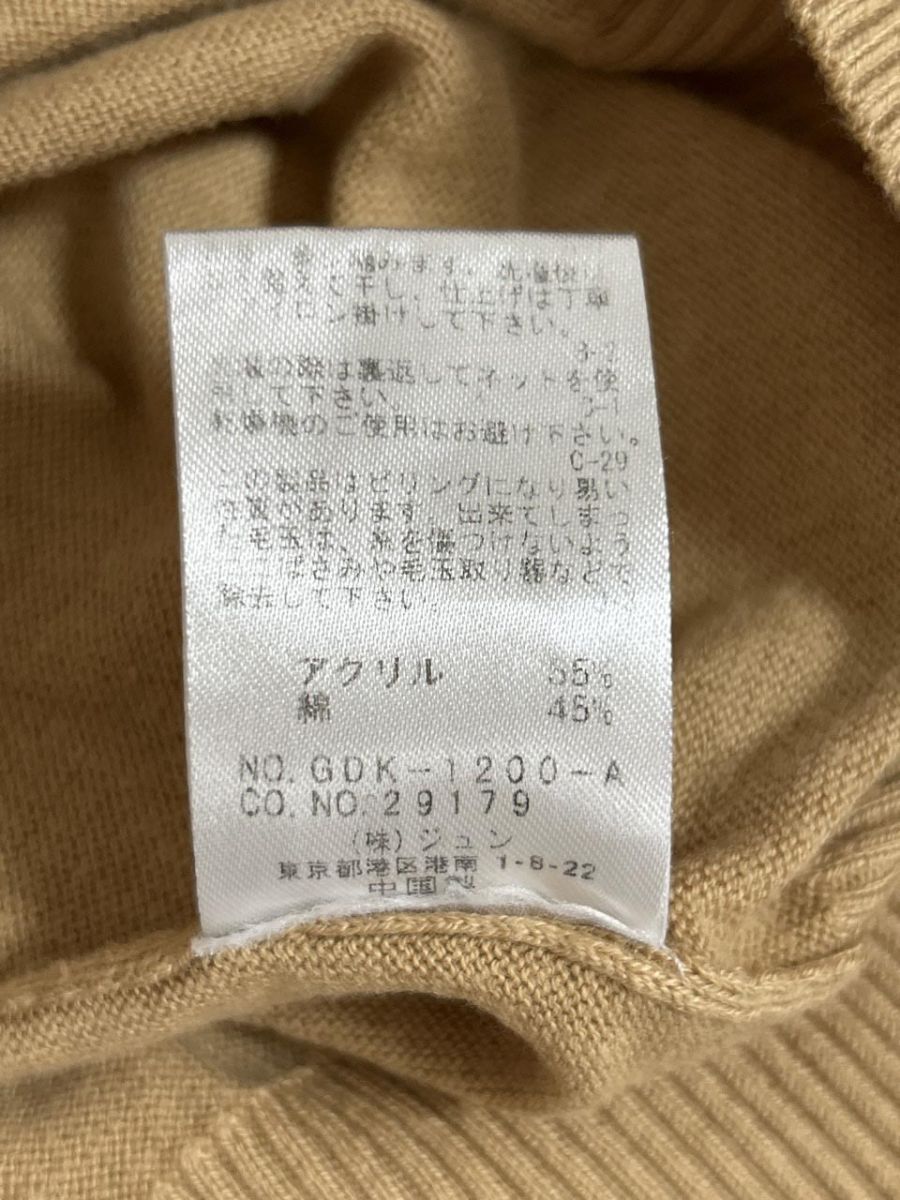 縮みます。洗濯後は
整えて干し、仕上げは丁寧
アイロン掛けして下さい。
3-2
洗濯の際は裏返してネットを使
用して下さい。
乾燥機のご使用はお避け下さい。
C-29
この製品はピリングになり易い
性質があります。出来てしまっ
た毛玉は、糸を傷つけないよう
ばさみや毛玉取り器などで
除去して下さい。
アクリル 55%
綿 45%
NO. GDK-1200-A
CO. NO. 29179
(株)ジュン
東京都港区港南 1-8-22
中国製